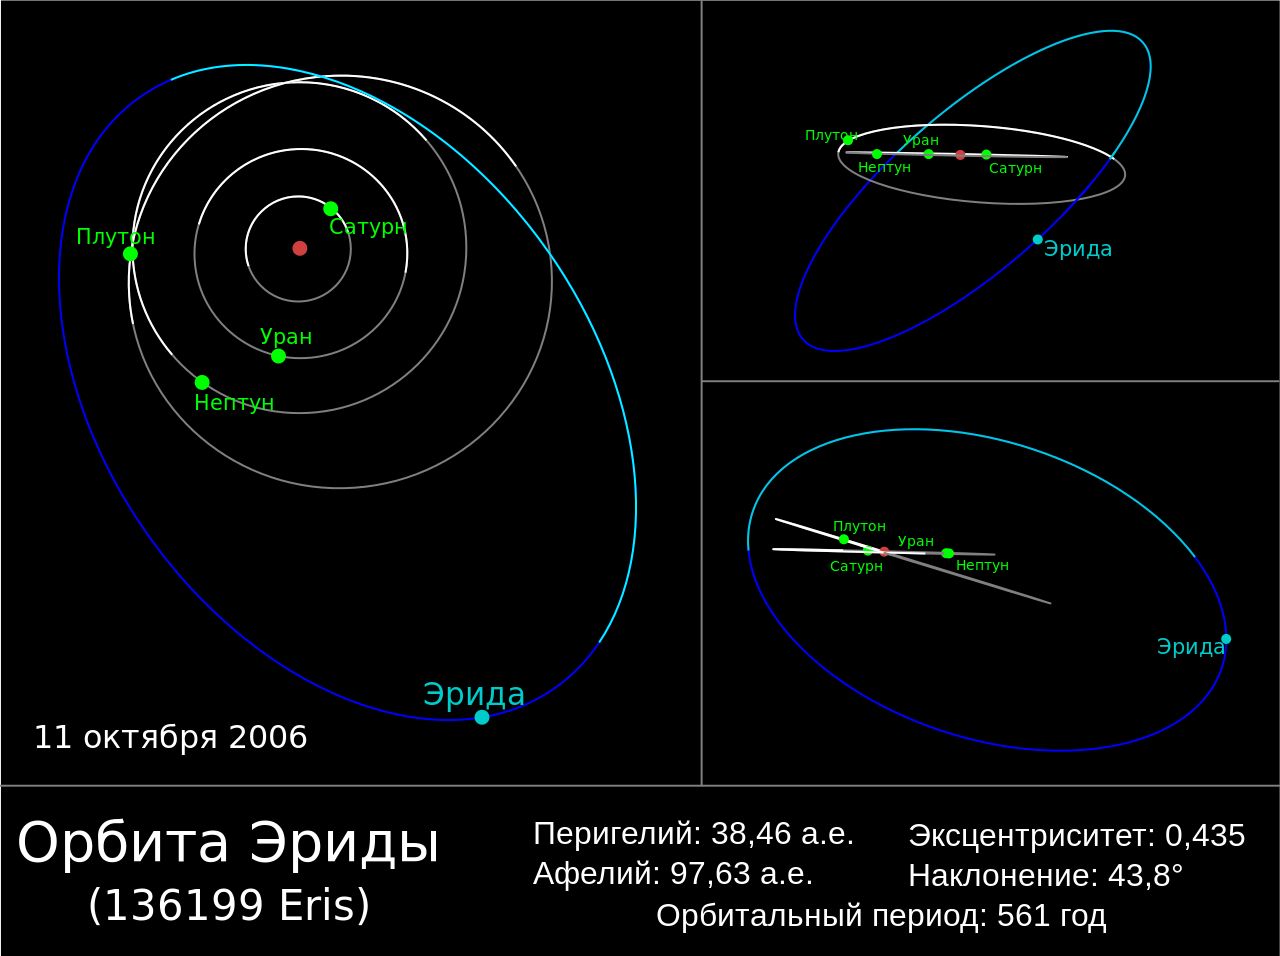 Плутон
Сатурн
Уран
Нептун
Эрида
11 октября 2006
Плутон
Уран
Нептун
Сатурн
Эрида
Плутон
Уран
Сатурн
Нептун
Эрида
Орбита Эриды
(136199 Eris)
Перигелий: 38,46 а.е.
Афелий: 97,63 а.е.
Эксцентриситет: 0,435
Наклонение: 43,8°
Орбитальный период: 561 год